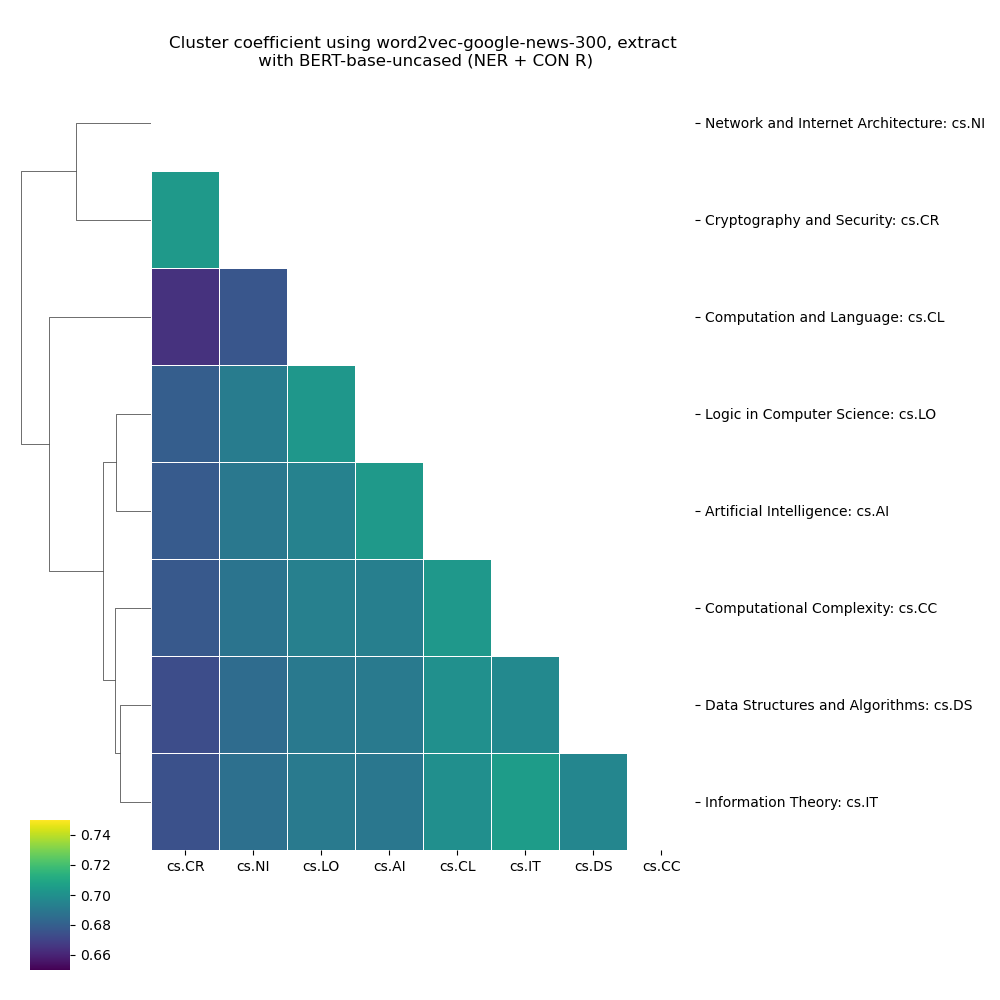 Cluster coefficient using word2vec-google-news-300, extract
with BERT-base-uncased (NER + CON R)
Network and Internet Architecture: cs.NI
Cryptography and Security: cs.CR
Computation and Language: cs.CL
Logic in Computer Science: cs.LO
Artificial Intelligence: cs.AI
Computational Complexity: cs.CC
Data Structures and Algorithms: cs.DS
Information Theory: cs.IT
cs.CR cs.NI cs.LO cs.AI cs.CL cs.IT cs.DS cs.CC
0.74
0.72
0.70
0.68
0.66